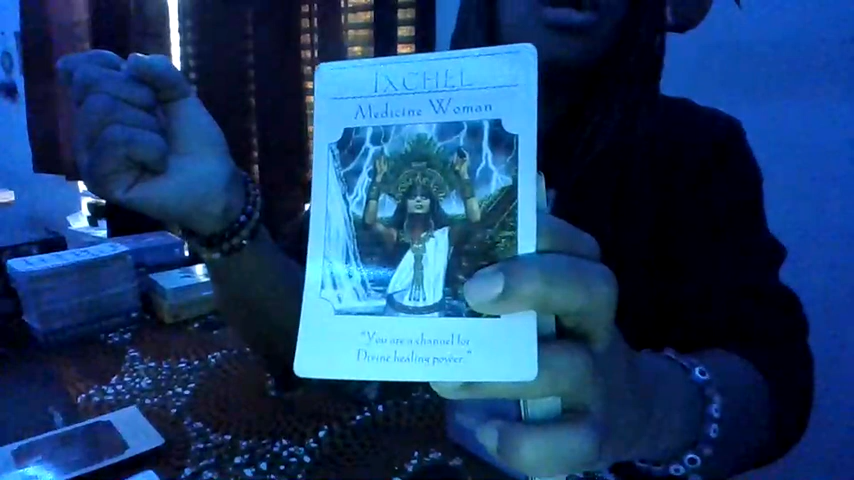 IXCHEL
Medicine Woman
"You are a channel for
Divine healing power."